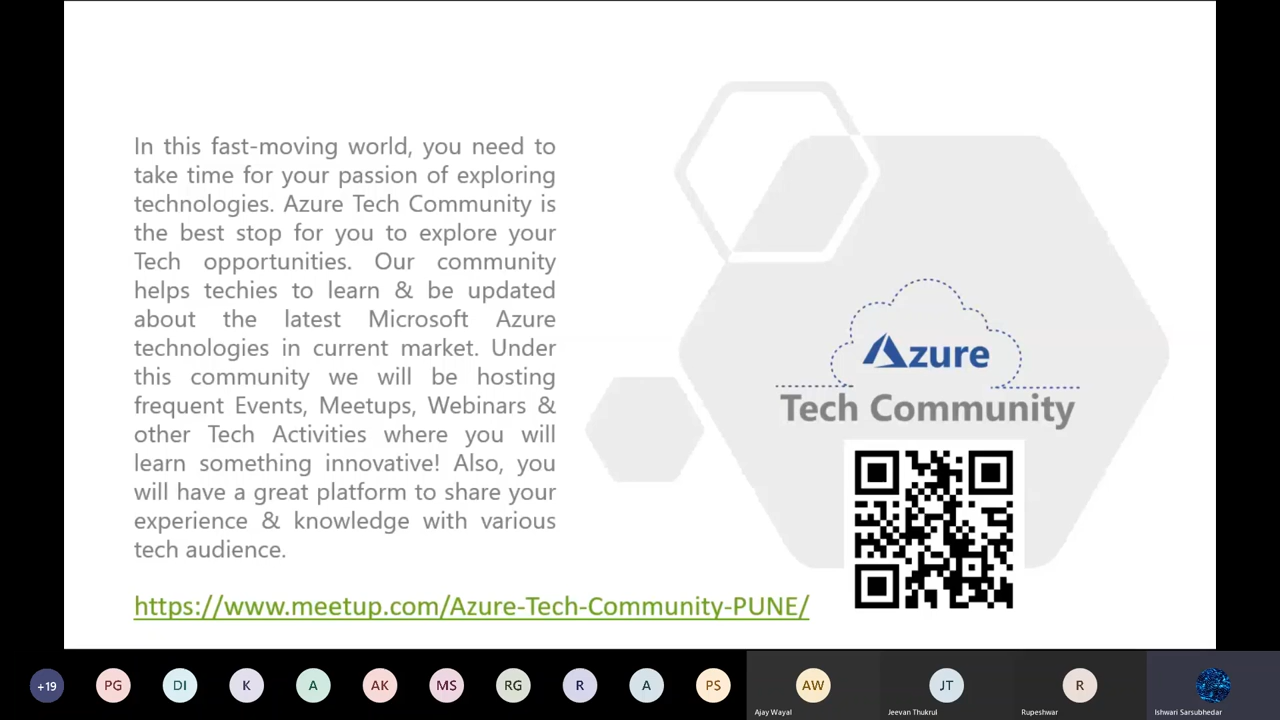 In this fast-moving world, you need to
take time for your passion of exploring
technologies. Azure Tech Community is
the best stop for you to explore your
Tech opportunities. Our community
helps techies to learn & be updated
about the latest Microsoft Azure
technologies in current market. Under
this community we will be hosting
frequent Events, Meetups, Webinars &
other Tech Activities where you will
learn something innovative! Also, you
will have a great platform to share your
experience & knowledge with various
tech audience.
https://www.meetup.com/Azure-Tech-Community-PUNE/
Azure
Tech Community
+19 PG DI K A AK MS RG R A PS AW JT R
Ajay Wayal Jeevan Thukrul Rupeshwar Ishwari Sarsubhedar